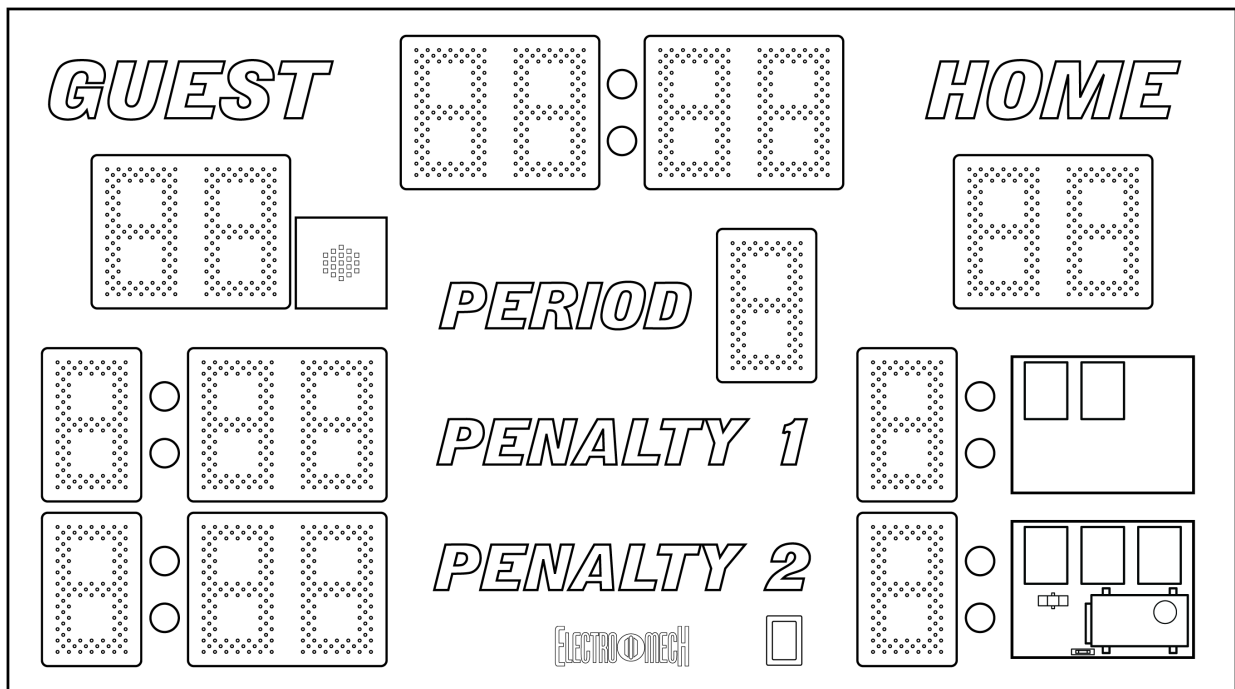 GUEST
HOME
PERIOD
PENALTY 1
PENALTY 2
ELECTRO MECH